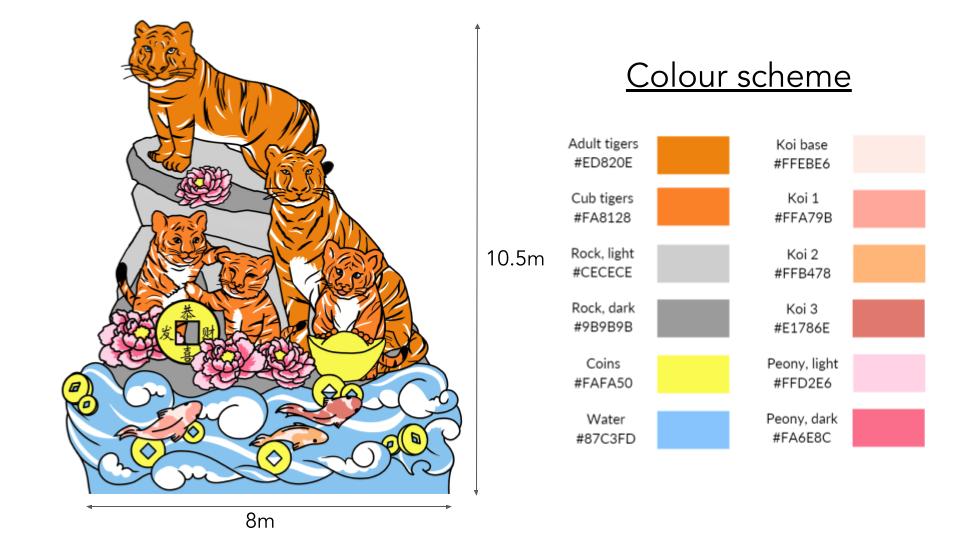 Colour scheme
Adult tigers
#ED820E
Cub tigers
#FA8128
Rock, light
#CECECE
Rock, dark
#9B9B9B
Coins
#FAFA50
Water
#87C3FD
Koi base
#FFEBE6
Koi 1
#FFA79B
Koi 2
#FFB478
Koi 3
#E1786E
Peony, light
#FFD2E6
Peony, dark
#FA6E8C
10.5m
8m
恭
发 财
喜